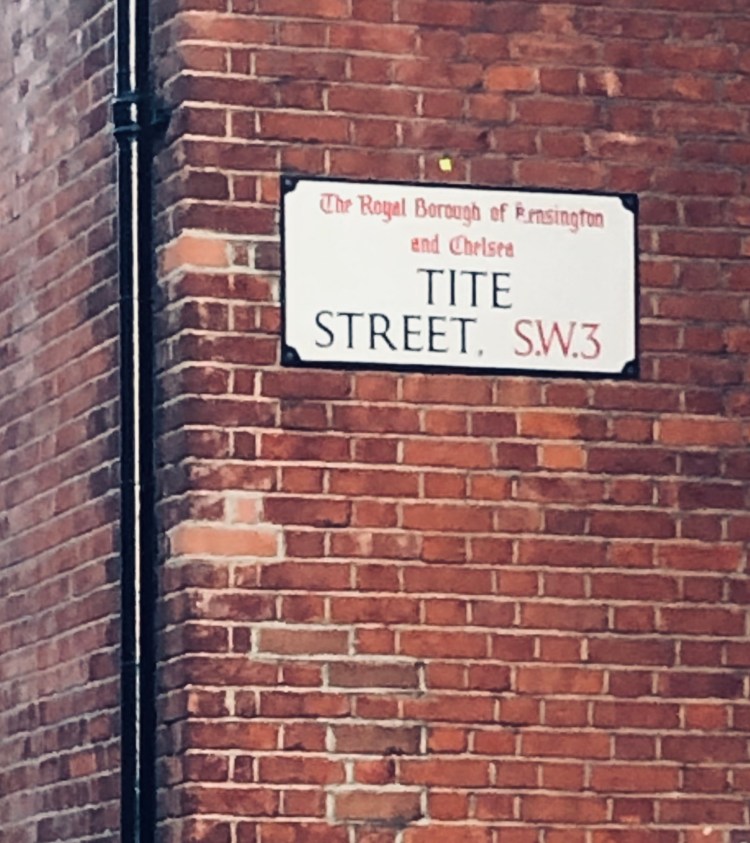 The Royal Borough of Kensington
and Chelsea
TITE
STREET, S.W.3